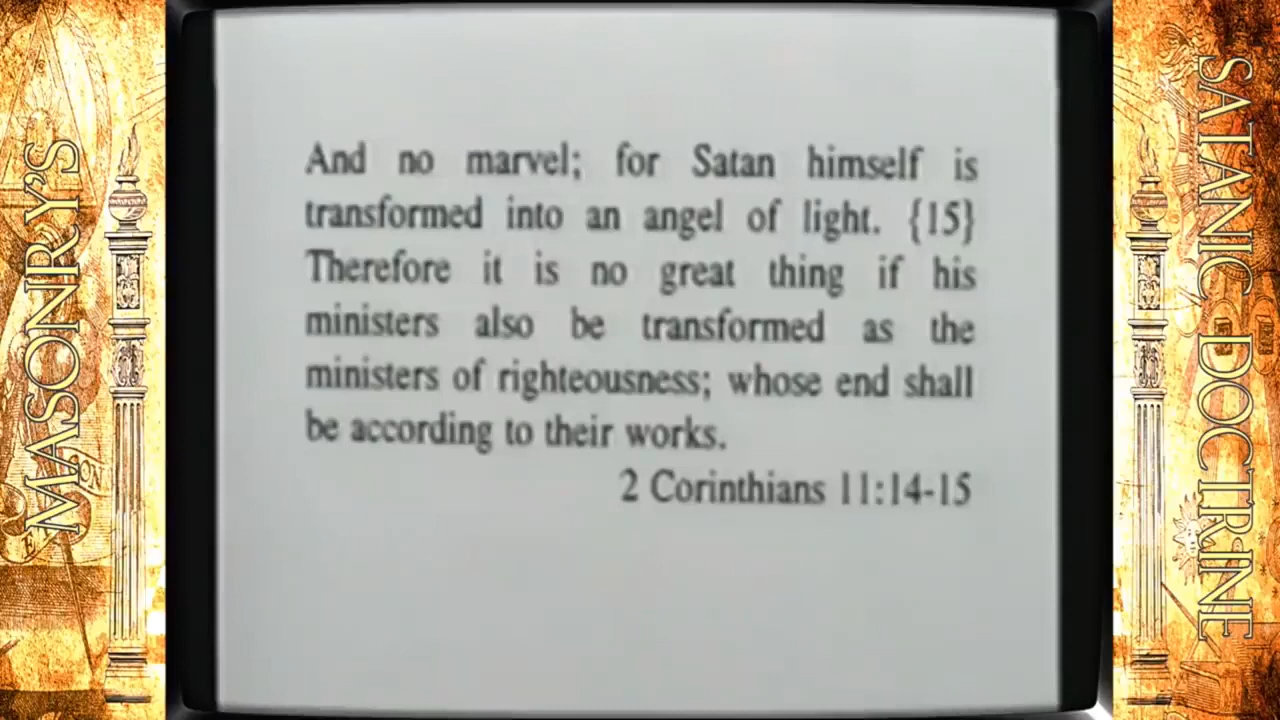 MASONRY'S
And no marvel; for Satan himself is
transformed into an angel of light. {15}
Therefore it is no great thing if his
ministers also be transformed as the
ministers of righteousness; whose end shall
be according to their works.
2 Corinthians 11:14-15
SATANIC DOCTRINE